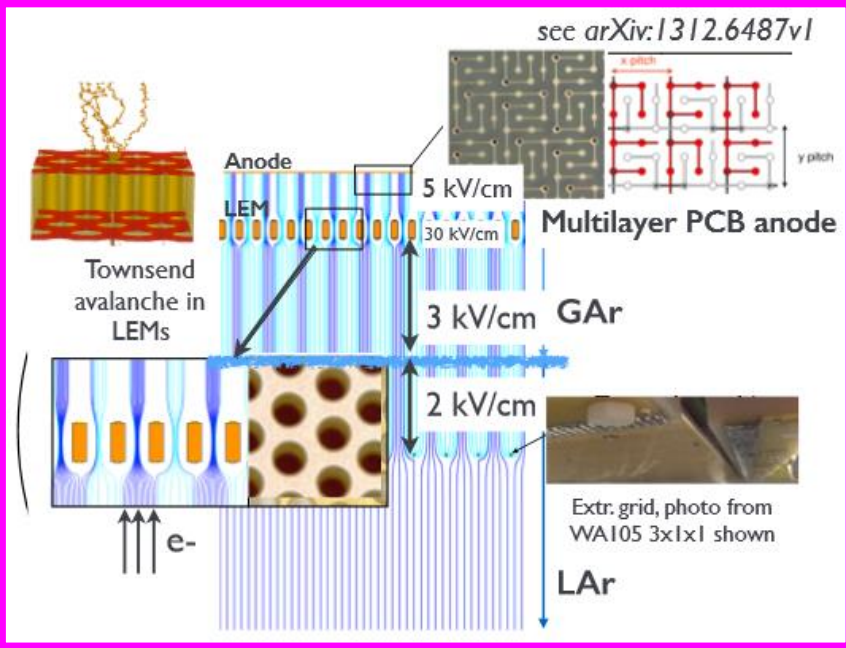 see arXiv:1312.6487v1
x pitch
y pitch
Anode
5 kV/cm
LEM
30 kV/cm
Multilayer PCB anode
Townsend
avalanche in
LEMs
3 kV/cm
GAr
2 kV/cm
Extr. grid, photo from
WA105 3x1x1 shown
e-
LAr